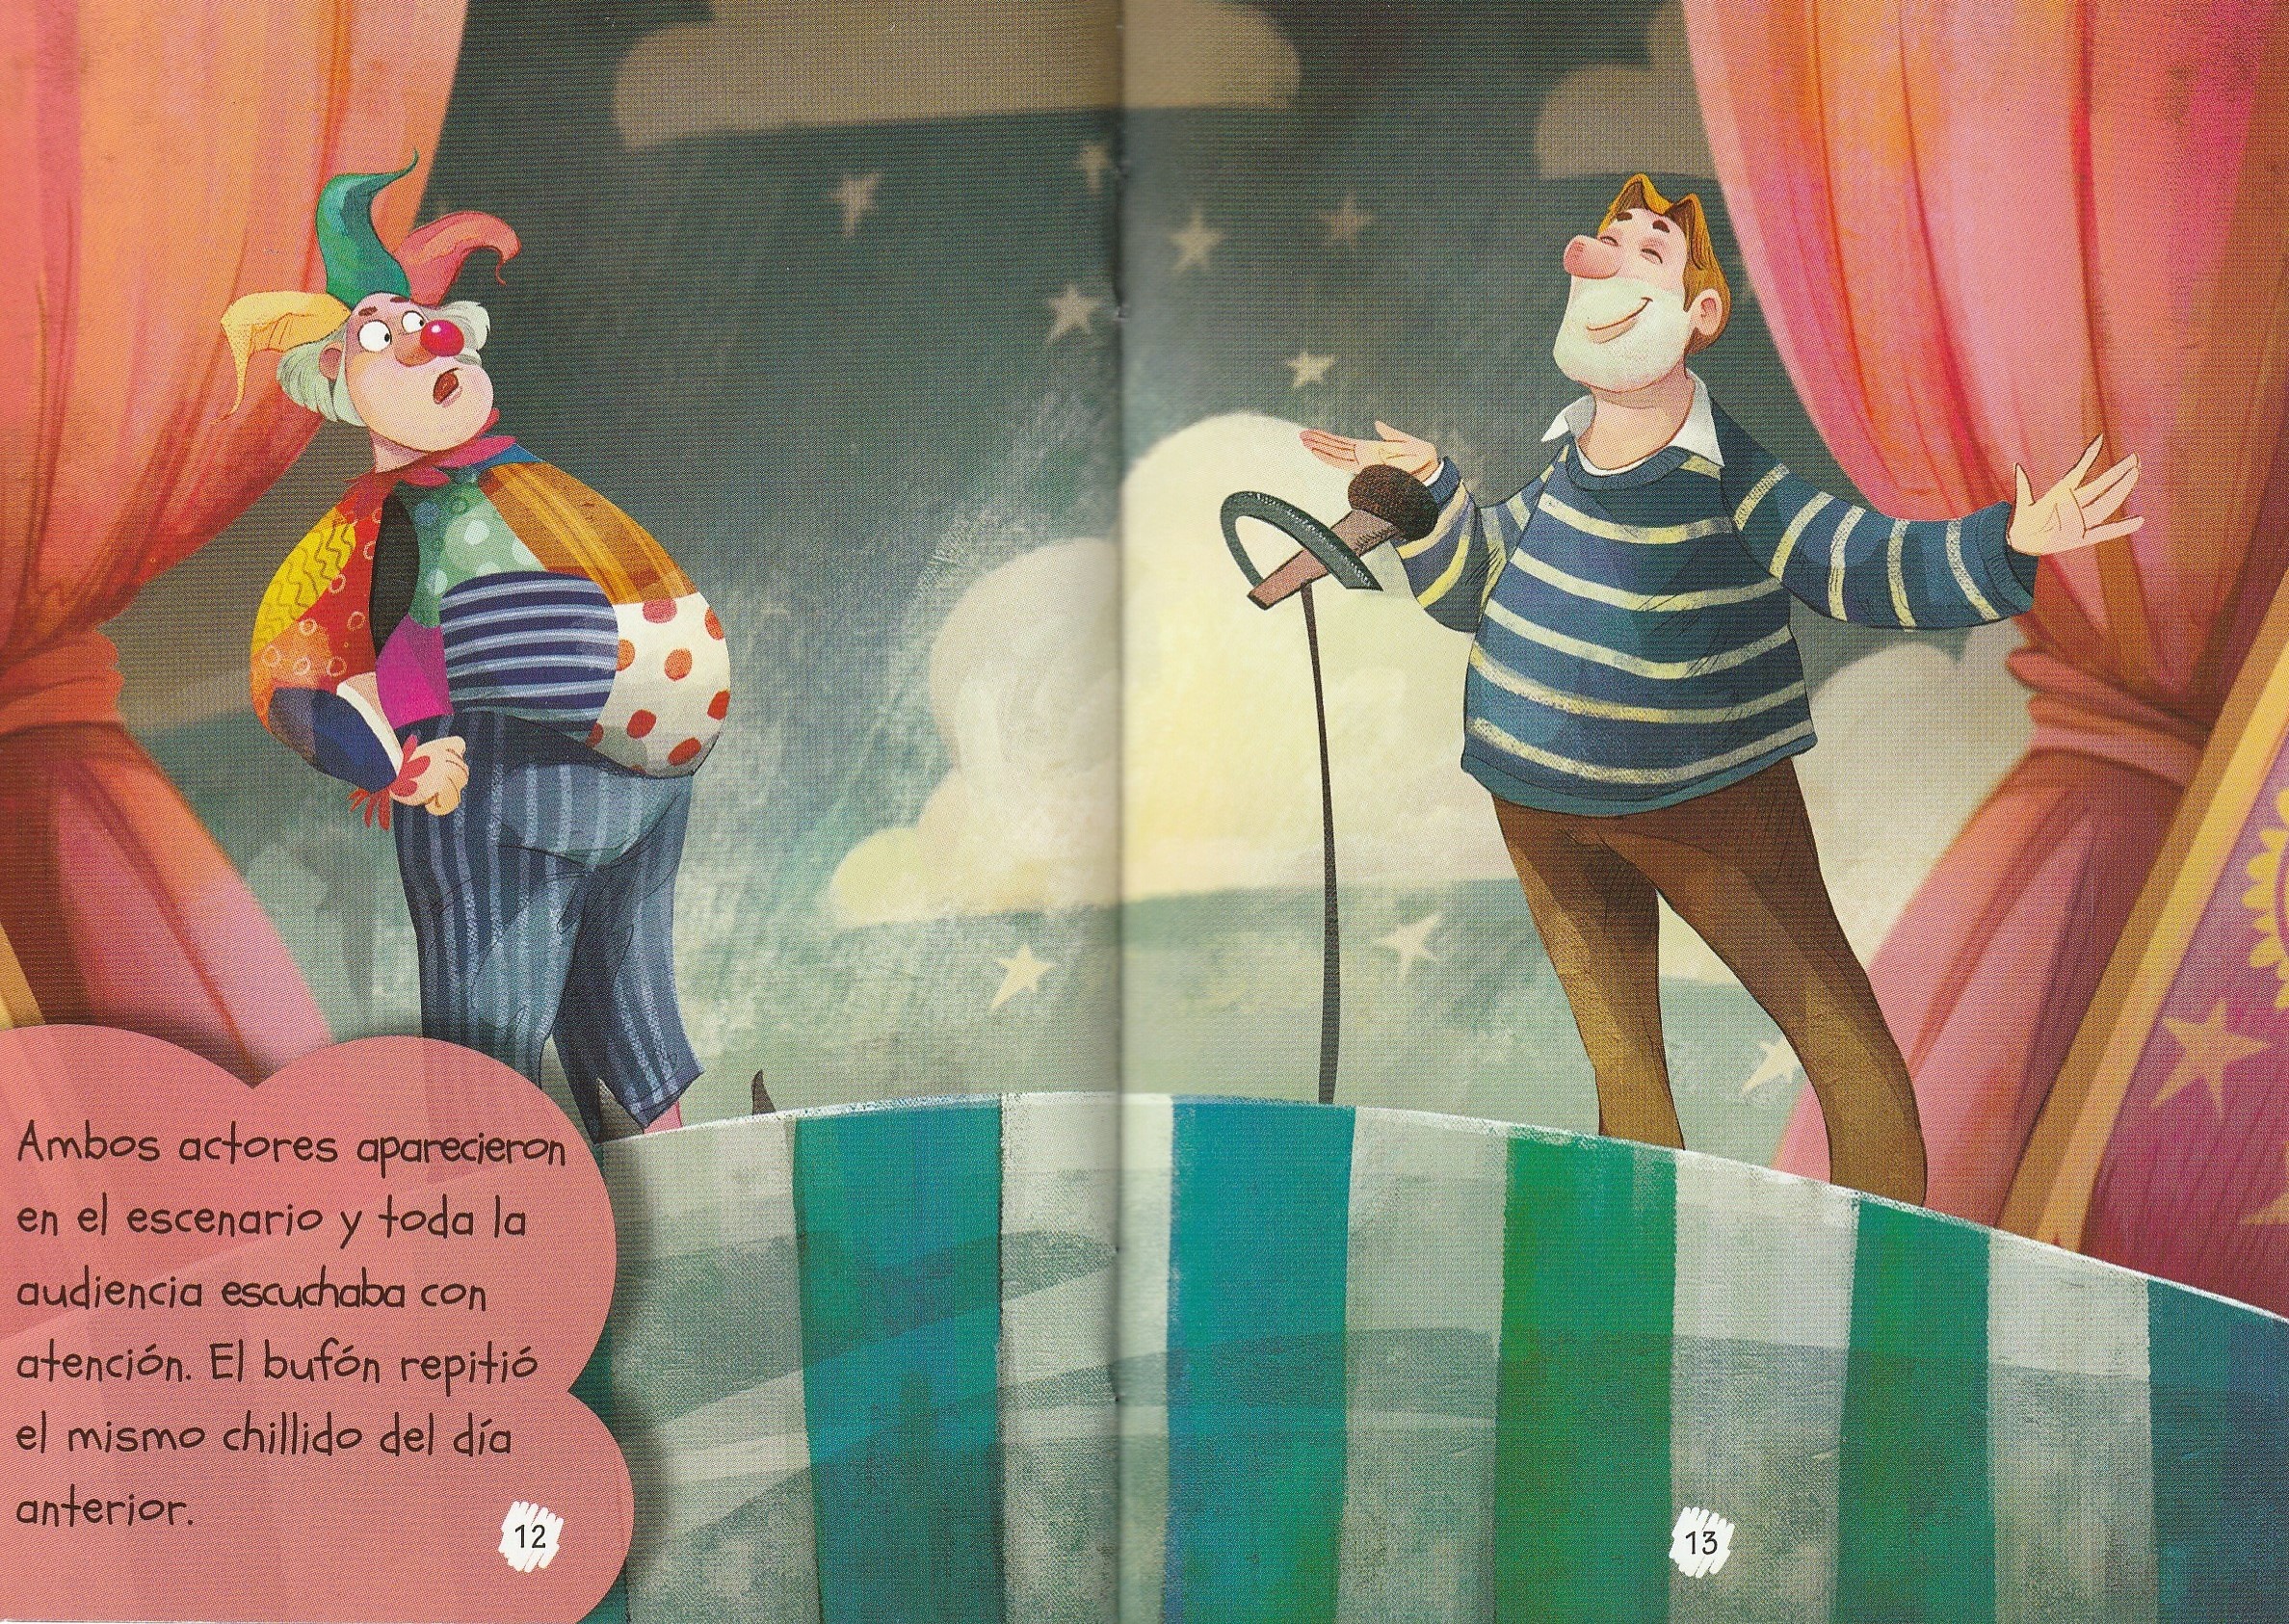 Ambos actores aparecieron
en el escenario y toda la
audiencia escuchaba con
atención. El bufón repitió
el mismo chillido del día
anterior.
12
13